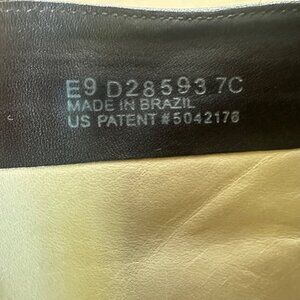 E9 D28593 7C
MADE IN BRAZIL
US PATENT #5042176